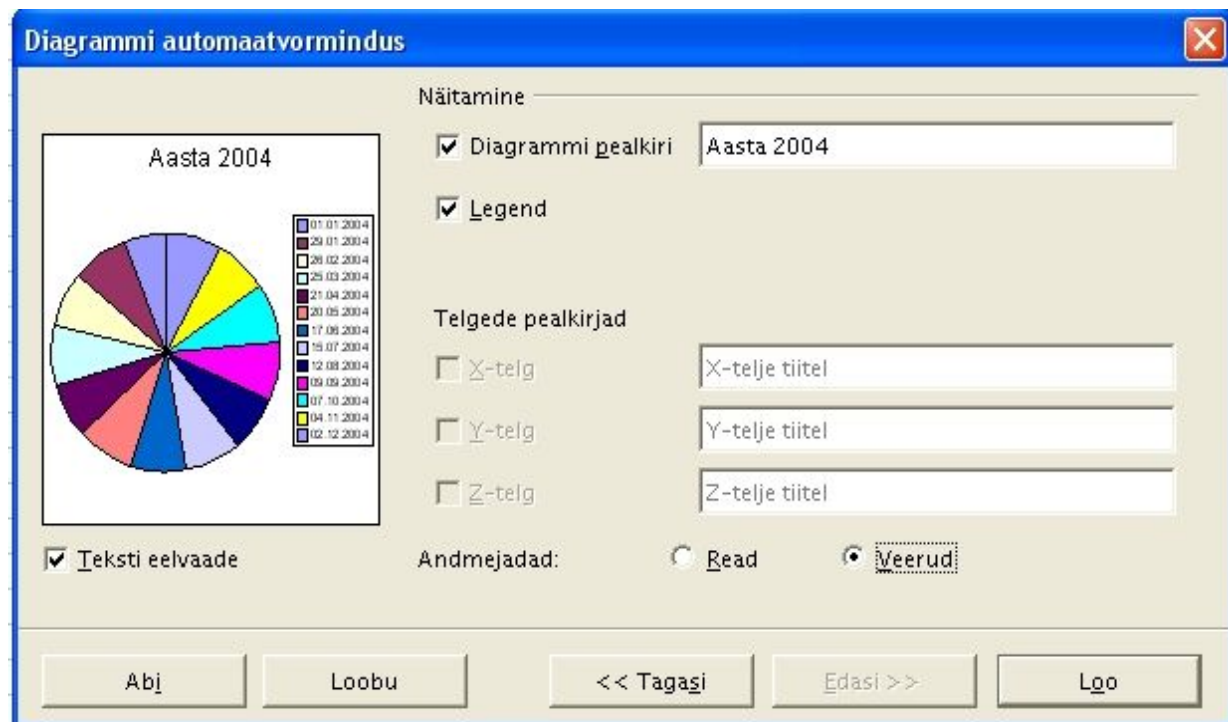 Diagrammi automaatvormindus
Näitamine
Aasta 2004
01.01.2004
29.01.2004
26.02.2004
25.03.2004
21.04.2004
20.05.2004
17.06.2004
15.07.2004
12.08.2004
09.09.2004
07.10.2004
04.11.2004
02.12.2004
Teksti eelvaade
Diagrammi pealkiri Aasta 2004
Legend
Telgede pealkirjad
X-telg X-telje tiitel
Y-telg Y-telje tiitel
Z-telg Z-telje tiitel
Andmejadad: Read Veerud
Abi Loobu << Tagasi Edasi >> Loo